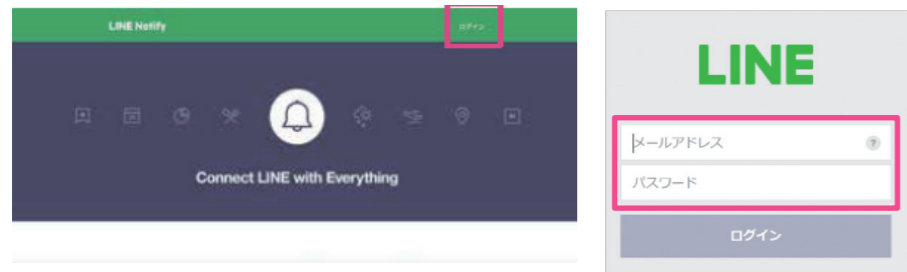 LINE Notify
ログイン
Connect LINE with Everything
LINE
メールアドレス
?
パスワード
ログイン